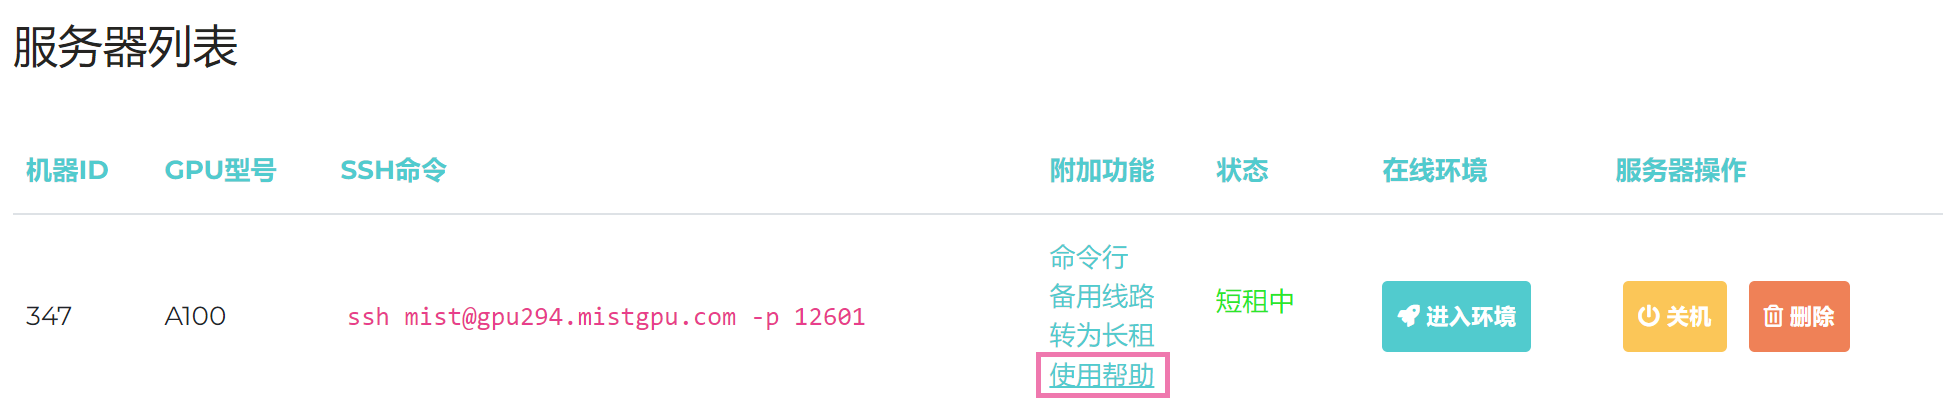 服务器列表
机器ID GPU型号 SSH命令 附加功能 状态 在线环境 服务器操作
347 A100 ssh mist@gpu294.mistgpu.com -p 12601
命令行
备用线路
转为长租
使用帮助
短租中
进入环境
关机
删除